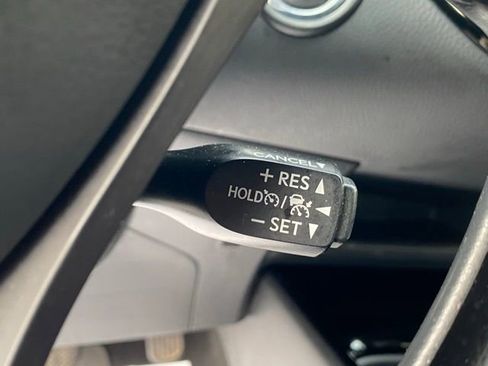 CANCEL▼
+ RES ▲
HOLD / ◀
− SET ▼